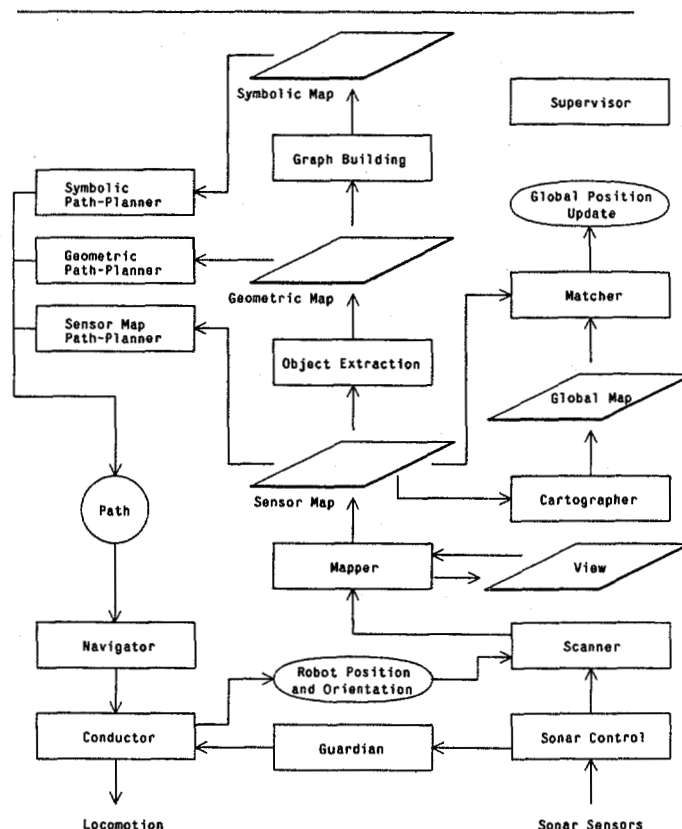 Symbolic Map
Supervisor
Graph Building
Symbolic
Path-Planner
Global Position
Update
Geometric
Path-Planner
Geometric Map
Matcher
Sensor Map
Path-Planner
Object Extraction
Global Map
Sensor Map
Cartographer
Path
Mapper
View
Navigator
Scanner
Robot Position
and Orientation
Conductor
Guardian
Sonar Control
Locomotion
Sonar Sensors